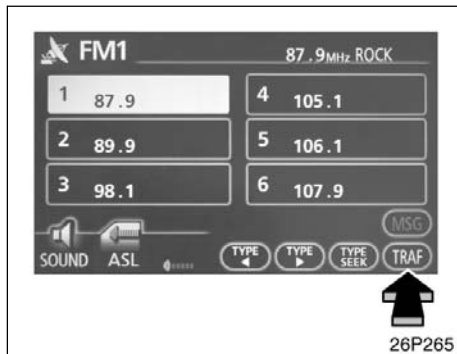 FM1
87.9MHz ROCK
1 87.9
4 105.1
2 89.9
5 106.1
3 98.1
6 107.9
MSG
SOUND ASL TYPE TYPE TYPE SEEK TRAF
26P265